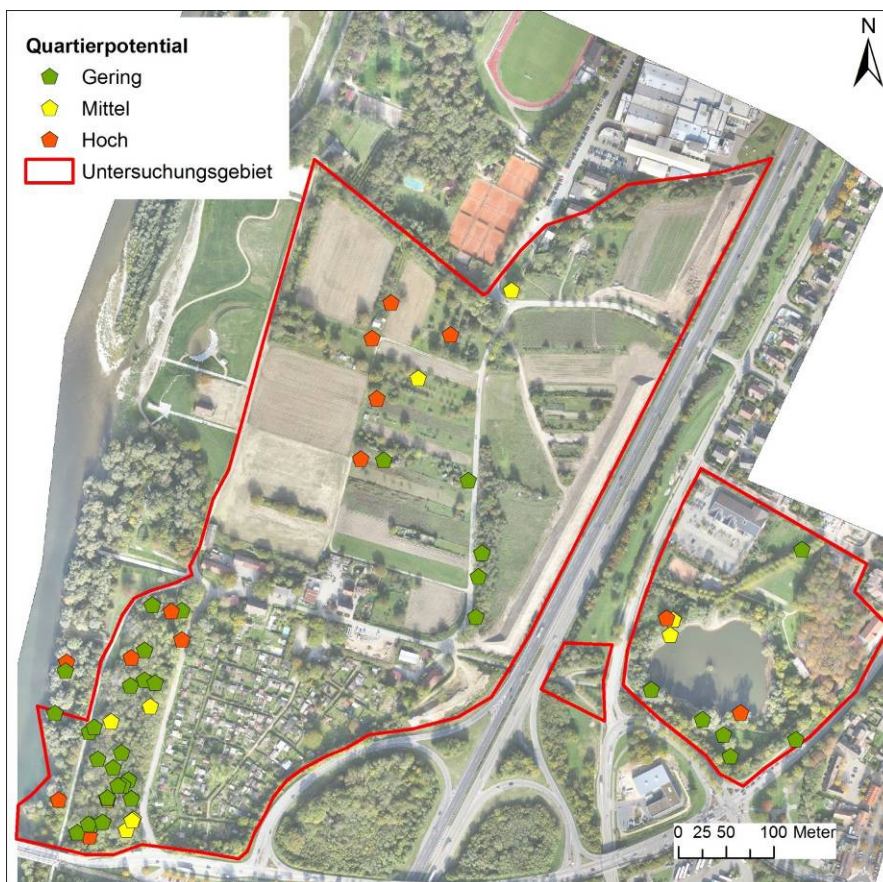 Quartierpotential
Gering
Mittel
Hoch
Untersuchungsgebiet
N
0 25 50 100 Meter